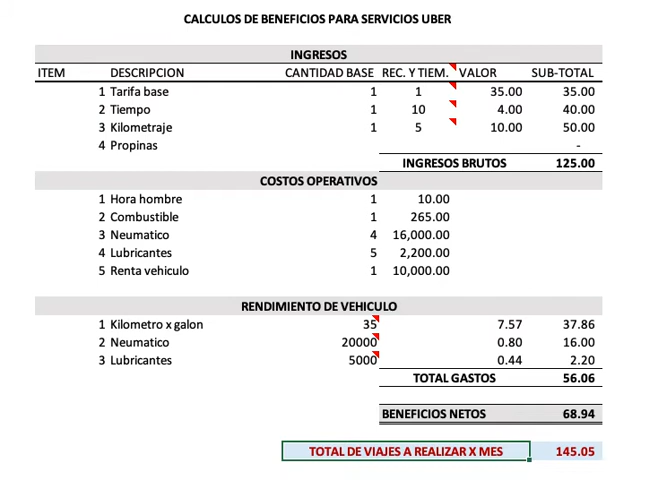 CALCULOS DE BENEFICIOS PARA SERVICIOS UBER
INGRESOS
ITEM DESCRIPCION CANTIDAD BASE REC. Y TIEM. VALOR SUB-TOTAL
1 Tarifa base 1 1 35.00 35.00
2 Tiempo 1 10 4.00 40.00
3 Kilometraje 1 5 10.00 50.00
4 Propinas -
INGRESOS BRUTOS 125.00
COSTOS OPERATIVOS
1 Hora hombre 1 10.00
2 Combustible 1 265.00
3 Neumatico 4 16,000.00
4 Lubricantes 5 2,200.00
5 Renta vehiculo 1 10,000.00
RENDIMIENTO DE VEHICULO
1 Kilometro x galon 35 7.57 37.86
2 Neumatico 20000 0.80 16.00
3 Lubricantes 5000 0.44 2.20
TOTAL GASTOS 56.06
BENEFICIOS NETOS 68.94
TOTAL DE VIAJES A REALIZAR X MES 145.05